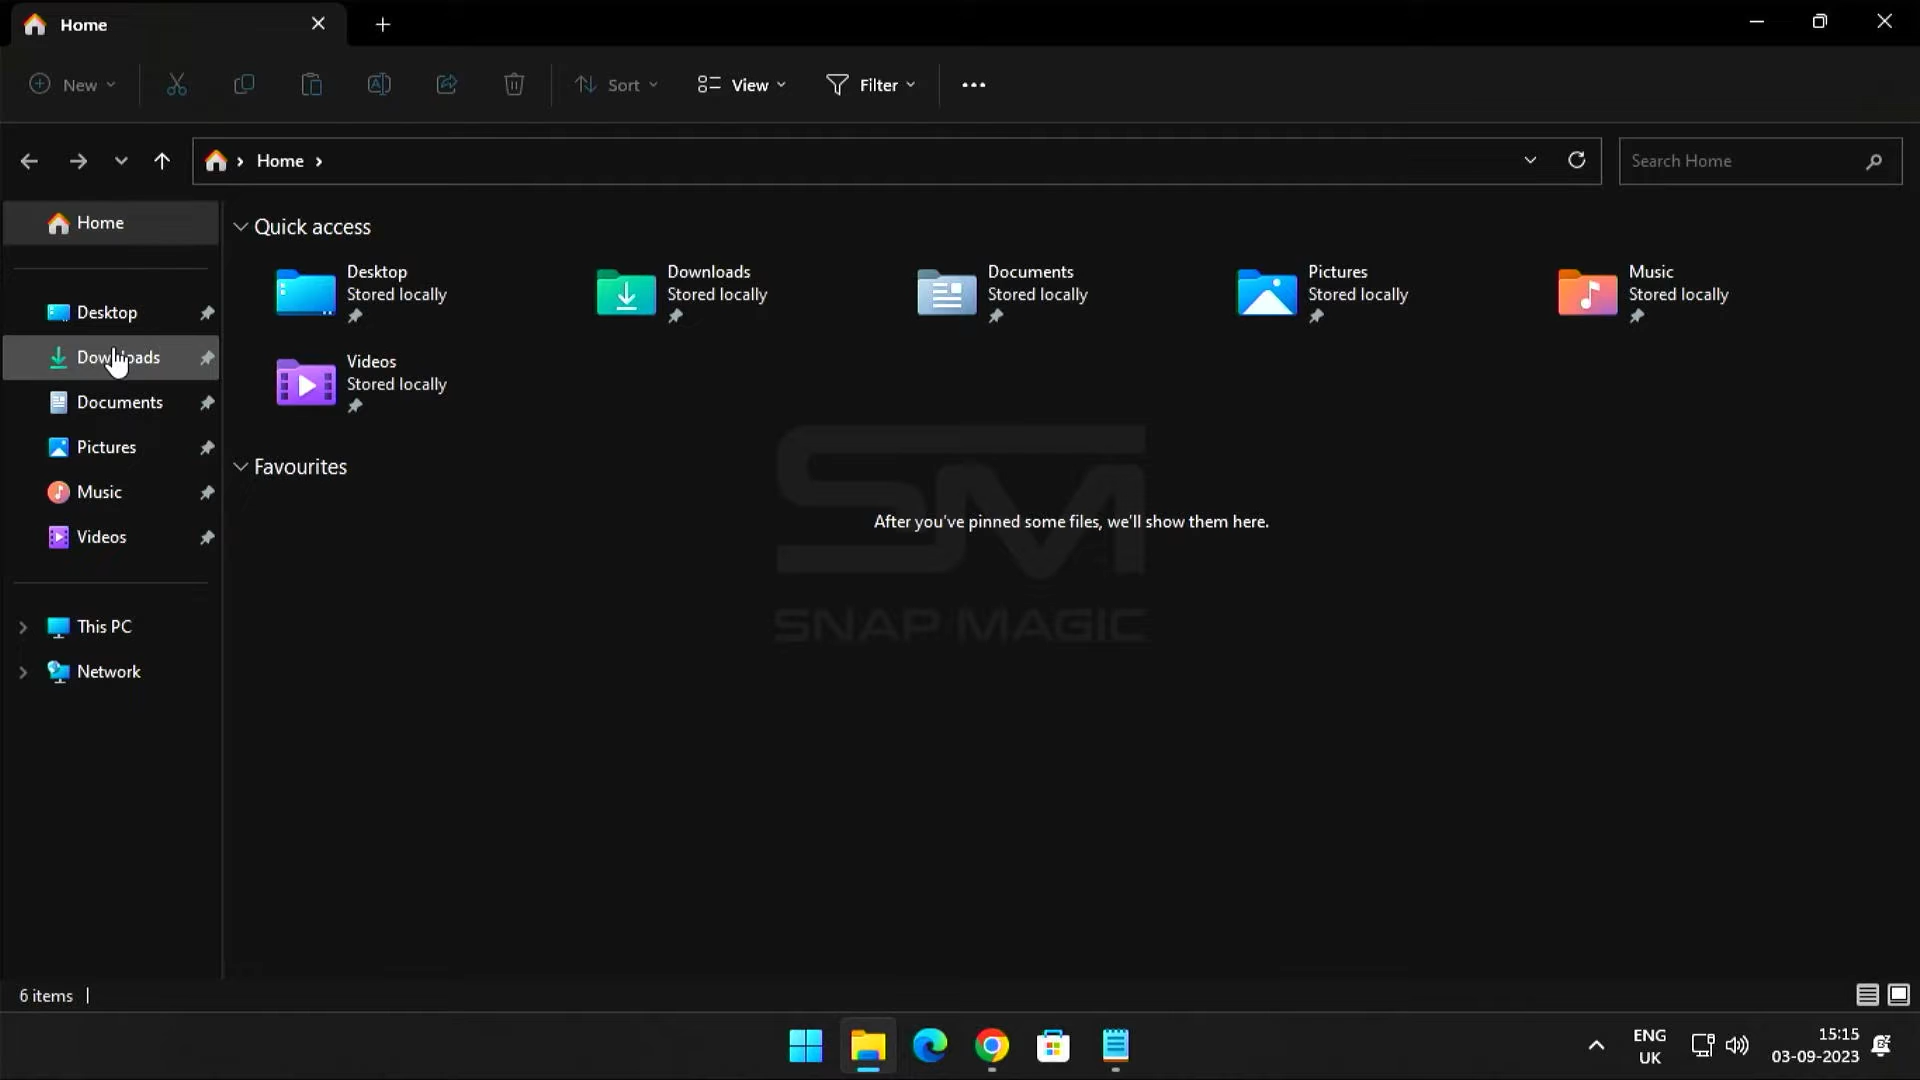 Home
New
Sort
View
Filter
Home
Search Home
Home
Desktop
Downloads
Documents
Pictures
Music
Videos
This PC
Network
Quick access
Desktop
Stored locally
Downloads
Stored locally
Documents
Stored locally
Pictures
Stored locally
Music
Stored locally
Videos
Stored locally
Favourites
After you've pinned some files, we'll show them here.
SM
SNAP MAGIC
6 items
ENG
UK
15:15
03-09-2023